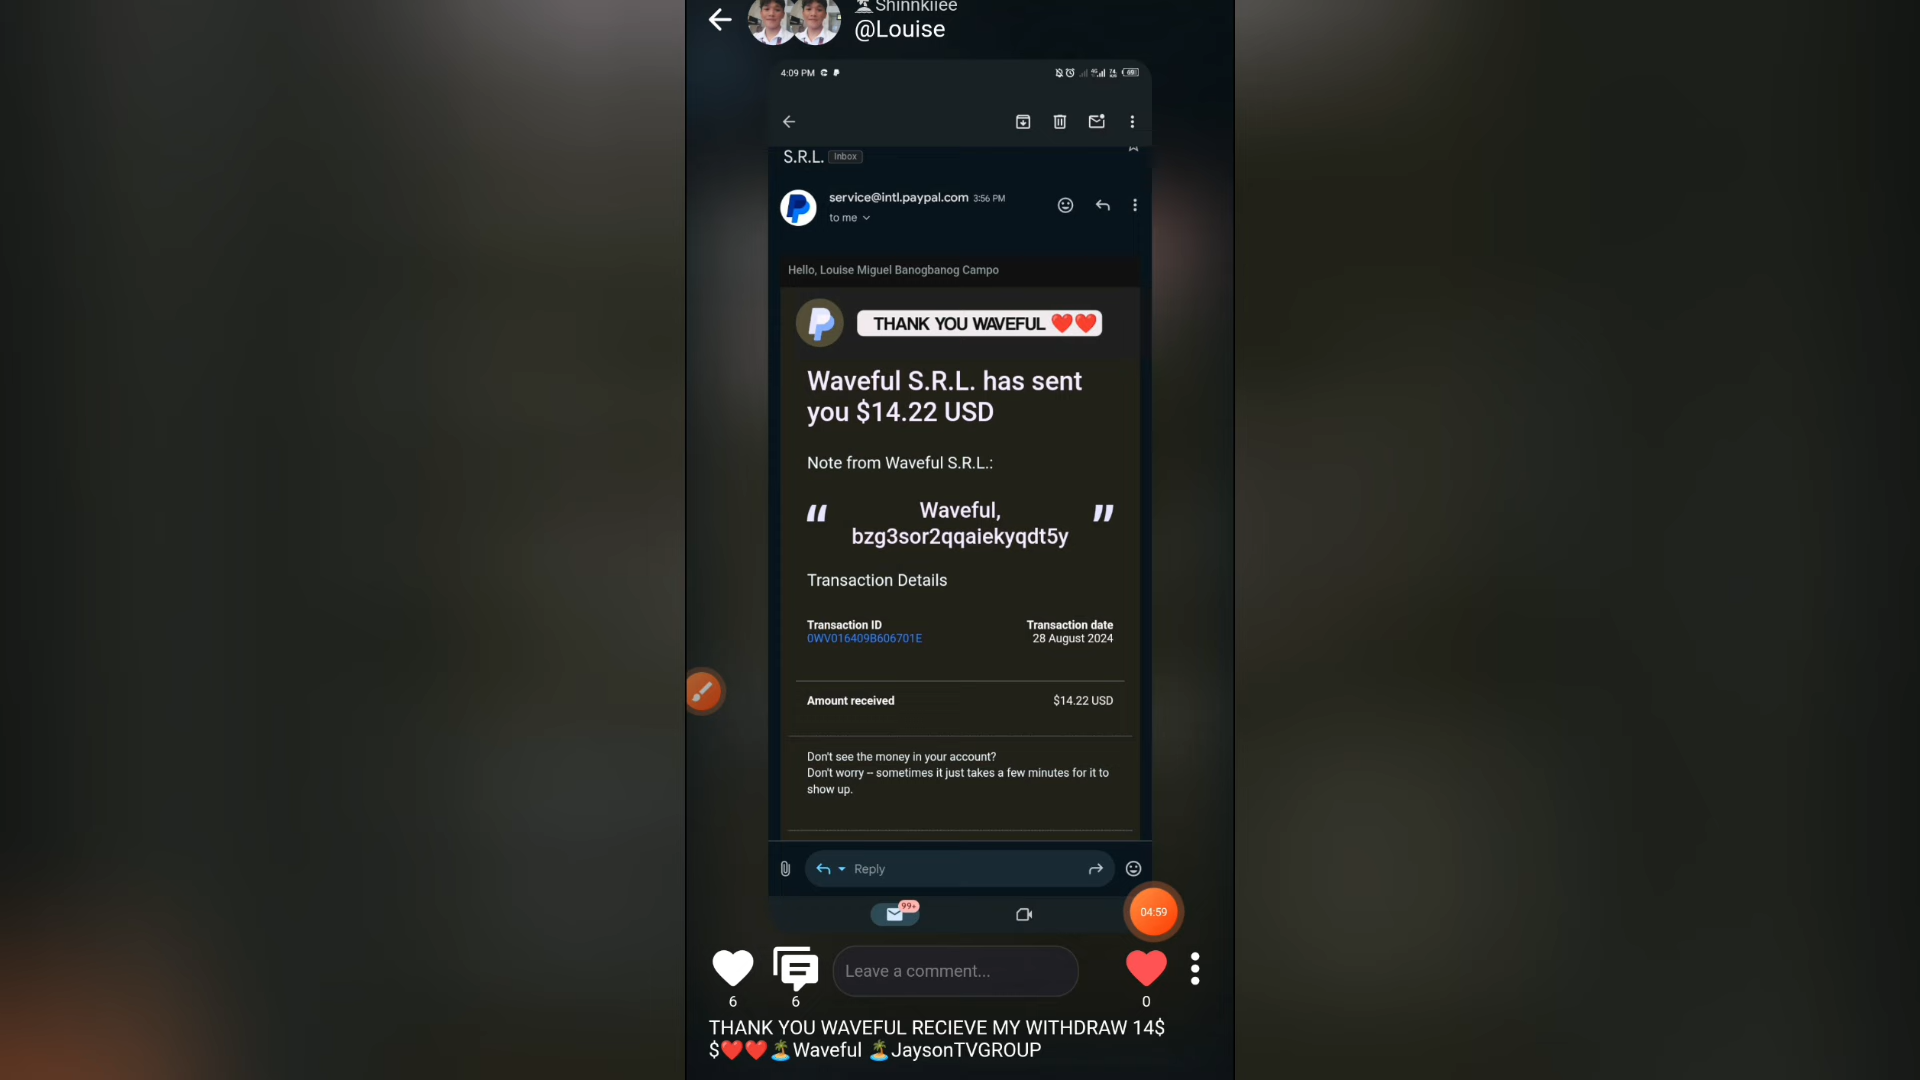 🏝️Shinnkiiee
@Louise
4:09 PM
S.R.L. Inbox
service@intl.paypal.com 3:56 PM
to me
Hello, Louise Miguel Banogbanog Campo
THANK YOU WAVEFUL ❤️❤️
Waveful S.R.L. has sent
you $14.22 USD
Note from Waveful S.R.L.:
“ Waveful, ”
bzg3sor2qqaiekyqdt5y
Transaction Details
Transaction ID Transaction date
0WV016409B606701E 28 August 2024
Amount received $14.22 USD
Don't see the money in your account?
Don't worry – sometimes it just takes a few minutes for it to
show up.
Reply
99+
04:59
Leave a comment...
6 6 0
THANK YOU WAVEFUL RECIEVE MY WITHDRAW 14$
$❤️❤️🏝️Waveful 🏝️JaysonTVGROUP